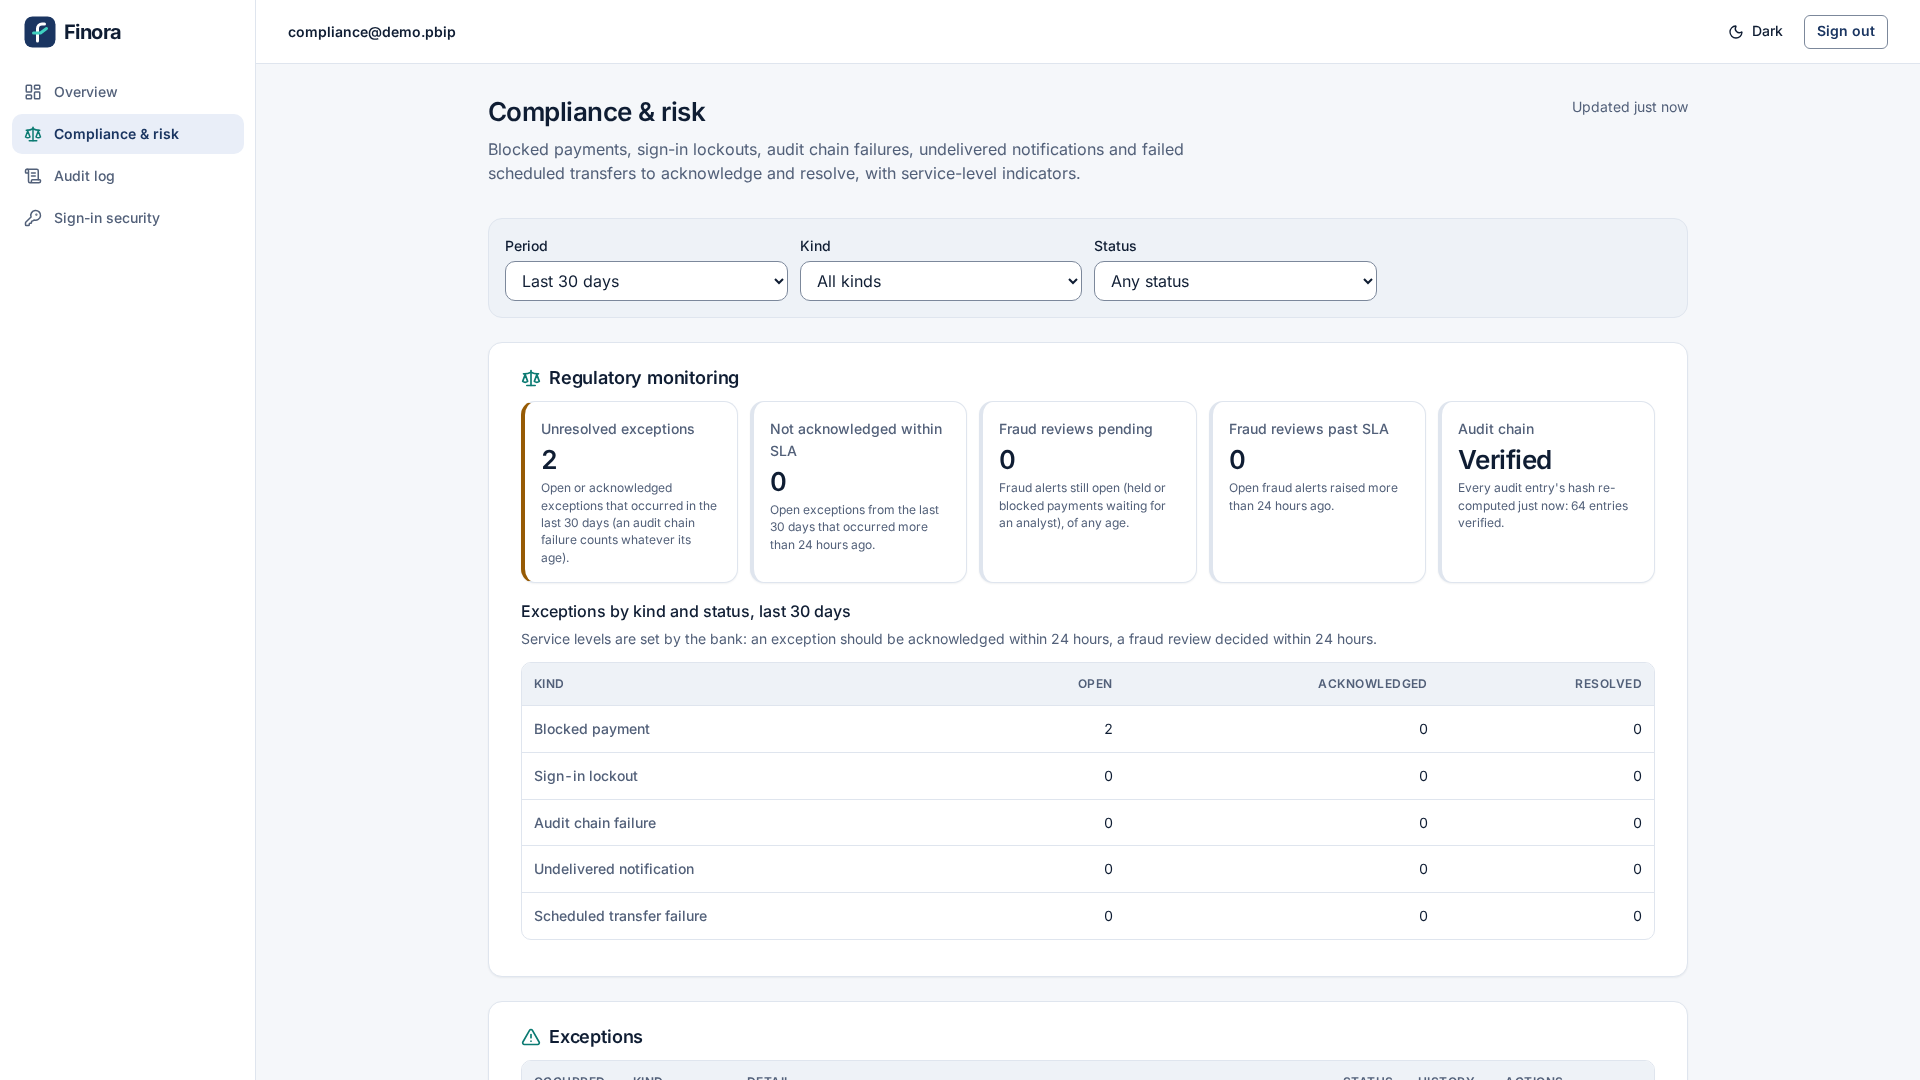 Finora
compliance@demo.pbip
Dark
Sign out
Overview
Compliance & risk
Audit log
Sign-in security
Compliance & risk
Updated just now
Blocked payments, sign-in lockouts, audit chain failures, undelivered notifications and failed
scheduled transfers to acknowledge and resolve, with service-level indicators.
Period
Kind
Status
Last 30 days
All kinds
Any status
Regulatory monitoring
Unresolved exceptions
2
Open or acknowledged
exceptions that occurred in the
last 30 days (an audit chain
failure counts whatever its
age).
Not acknowledged within
SLA
0
Open exceptions from the last
30 days that occurred more
than 24 hours ago.
Fraud reviews pending
0
Fraud alerts still open (held or
blocked payments waiting for
an analyst), of any age.
Fraud reviews past SLA
0
Open fraud alerts raised more
than 24 hours ago.
Audit chain
Verified
Every audit entry's hash re-
computed just now: 64 entries
verified.
Exceptions by kind and status, last 30 days
Service levels are set by the bank: an exception should be acknowledged within 24 hours, a fraud review decided within 24 hours.
KIND OPEN ACKNOWLEDGED RESOLVED
Blocked payment 2 0 0
Sign-in lockout 0 0 0
Audit chain failure 0 0 0
Undelivered notification 0 0 0
Scheduled transfer failure 0 0 0
Exceptions
OCCURRED KIND DETAIL STATUS HISTORY ACTIONS